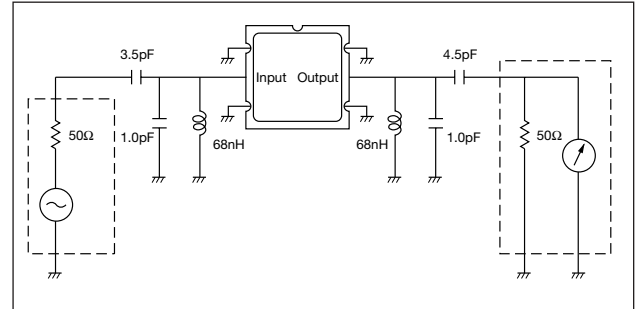 3.5pF
4.5pF
Input Output
50Ω
1.0pF
68nH
68nH
1.0pF
50Ω